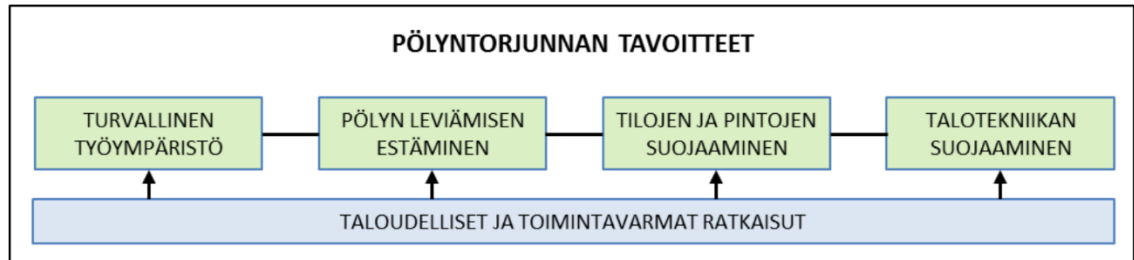 PÖLYNTORJUNNAN TAVOITTEET
TURVALLINEN
TYÖYMPÄRISTÖ
PÖLYN LEVIÄMISEN
ESTÄMINEN
TILOJEN JA PINTOJEN
SUOJAAMINEN
TALOTEKNIIKAN
SUOJAAMINEN
TALOUDELLISET JA TOIMINTAVARMAT RATKAISUT